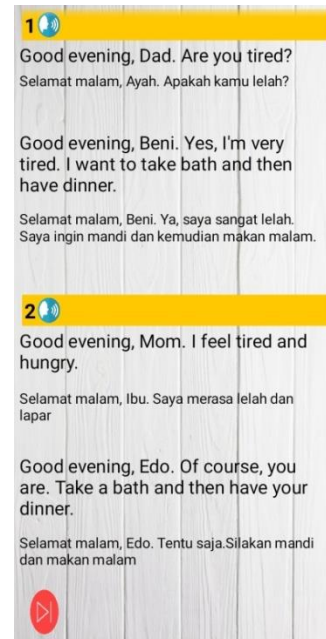 1
Good evening, Dad. Are you tired?
Selamat malam, Ayah. Apakah kamu lelah?
Good evening, Beni. Yes, I'm very
tired. I want to take bath and then
have dinner.
Selamat malam, Beni. Ya, saya sangat lelah.
Saya ingin mandi dan kemudian makan malam.
2
Good evening, Mom. I feel tired and
hungry.
Selamat malam, Ibu. Saya merasa lelah dan
lapar
Good evening, Edo. Of course, you
are. Take a bath and then have your
dinner.
Selamat malam, Edo. Tentu saja.Silakan mandi
dan makan malam